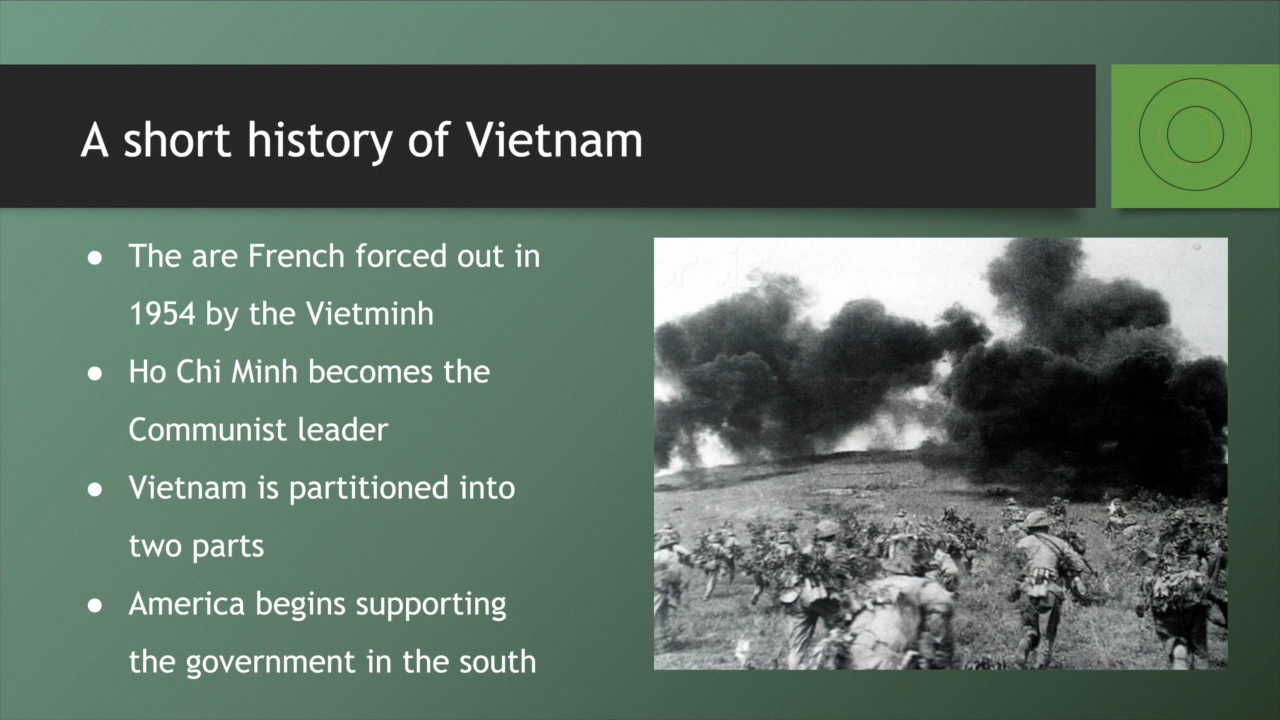 A short history of Vietnam
● The are French forced out in
1954 by the Vietminh
● Ho Chi Minh becomes the
Communist leader
● Vietnam is partitioned into
two parts
● America begins supporting
the government in the south